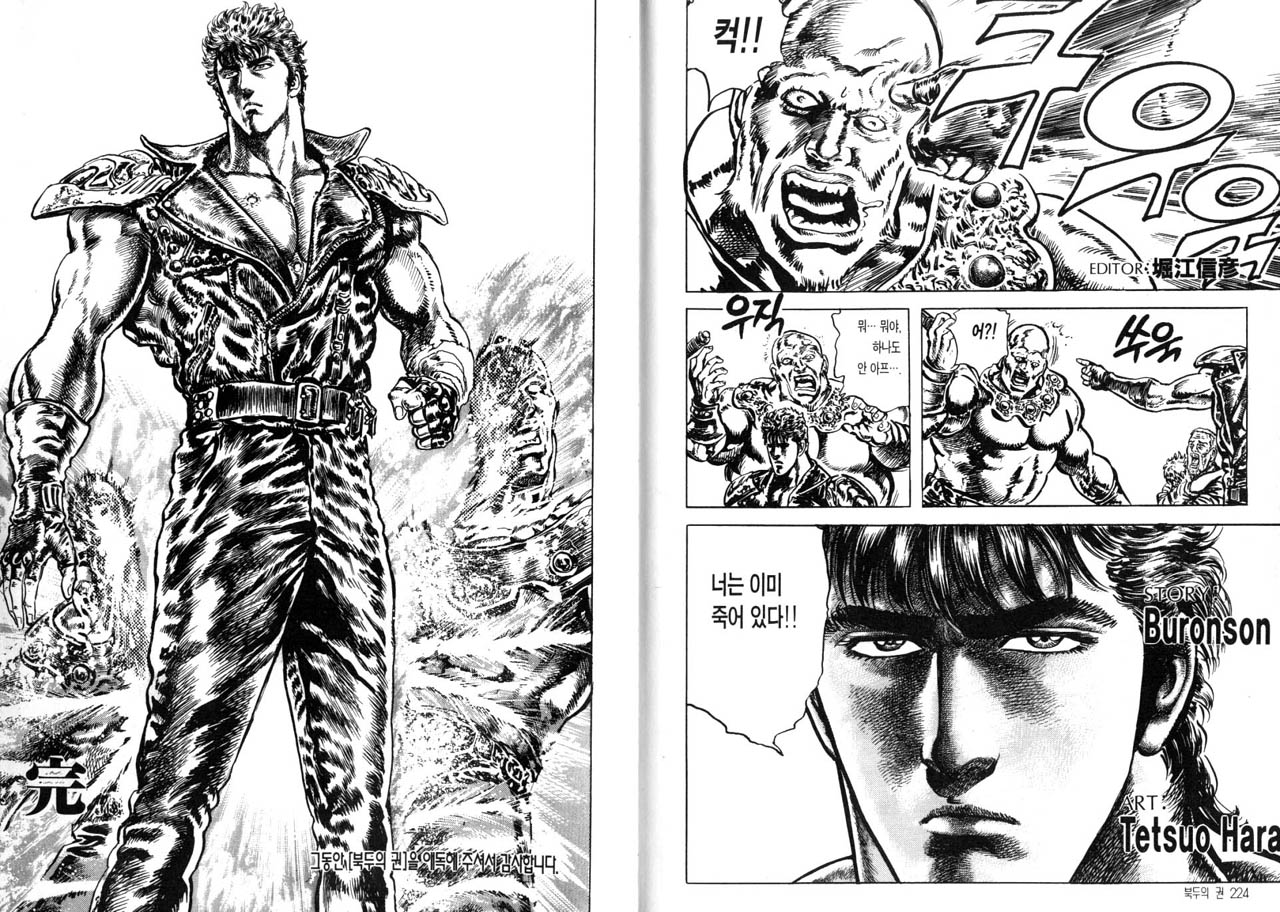 컥!!
쿠우우
EDITOR: 堀江信彦
우직
뭐… 뭐야,
하나도
안 아프…,
어?!
쑤욱
너는 이미
죽어 있다!!
STORY:
Buronson
ART:
Tetsuo Hara
북두의 권 224
完
그동안 [북두의 권]을 애독해 주셔서 감사합니다.